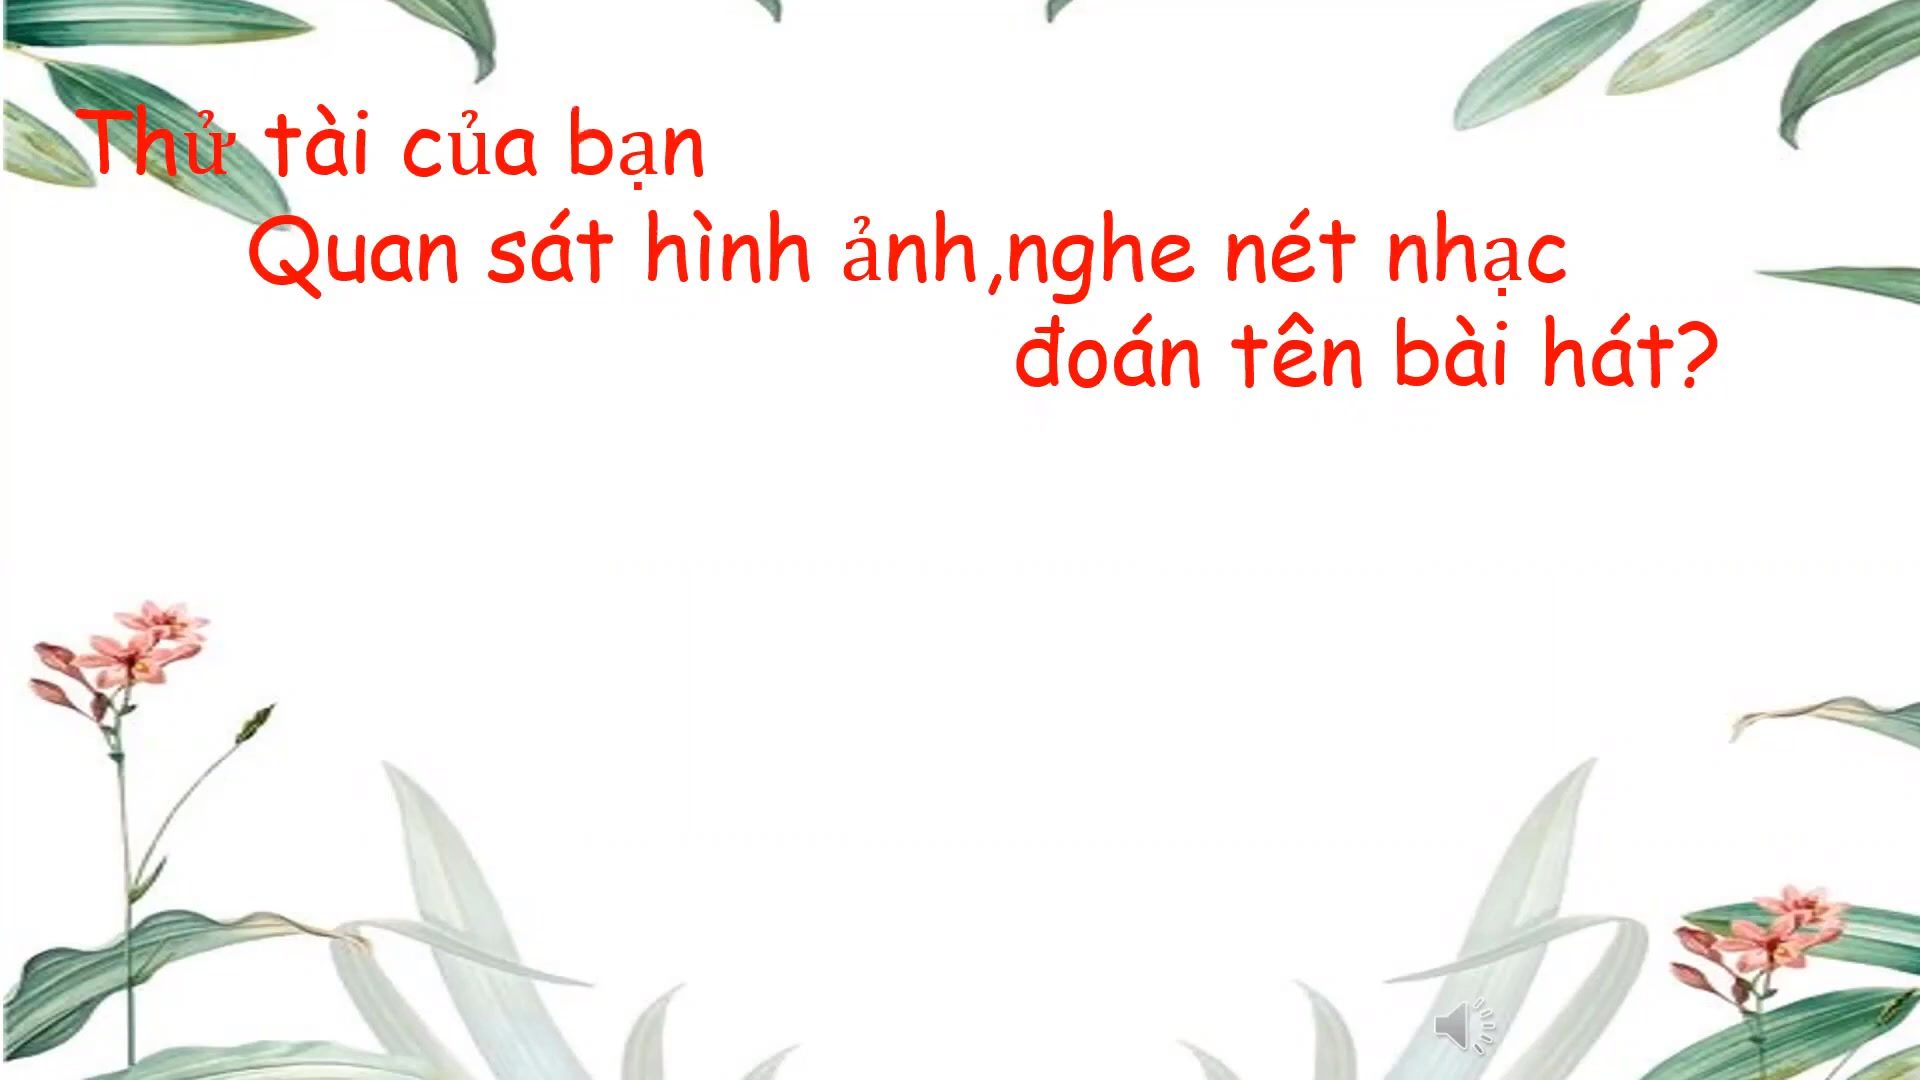 Thử tài của bạn
Quan sát hình ảnh,nghe nét nhạc
đoán tên bài hát?